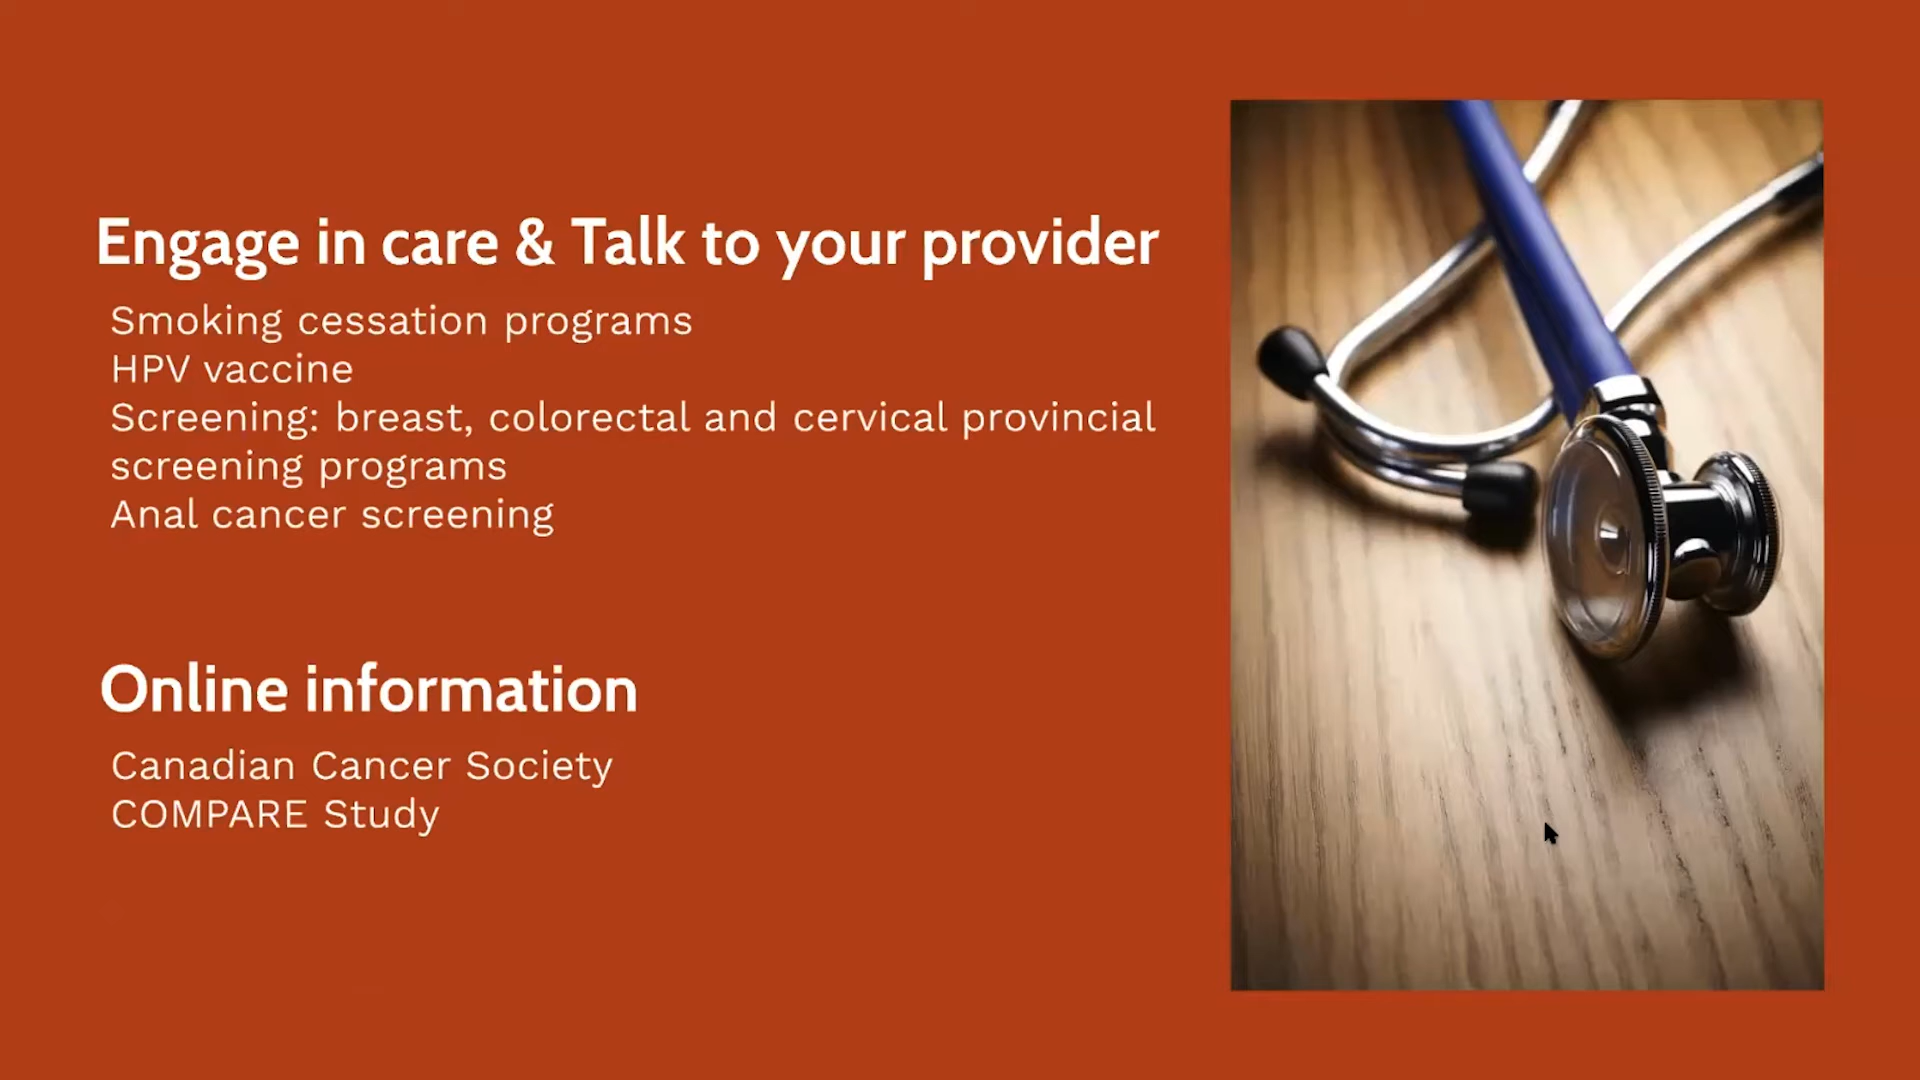 Engage in care & Talk to your provider
Smoking cessation programs
HPV vaccine
Screening: breast, colorectal and cervical provincial
screening programs
Anal cancer screening
Online information
Canadian Cancer Society
COMPARE Study